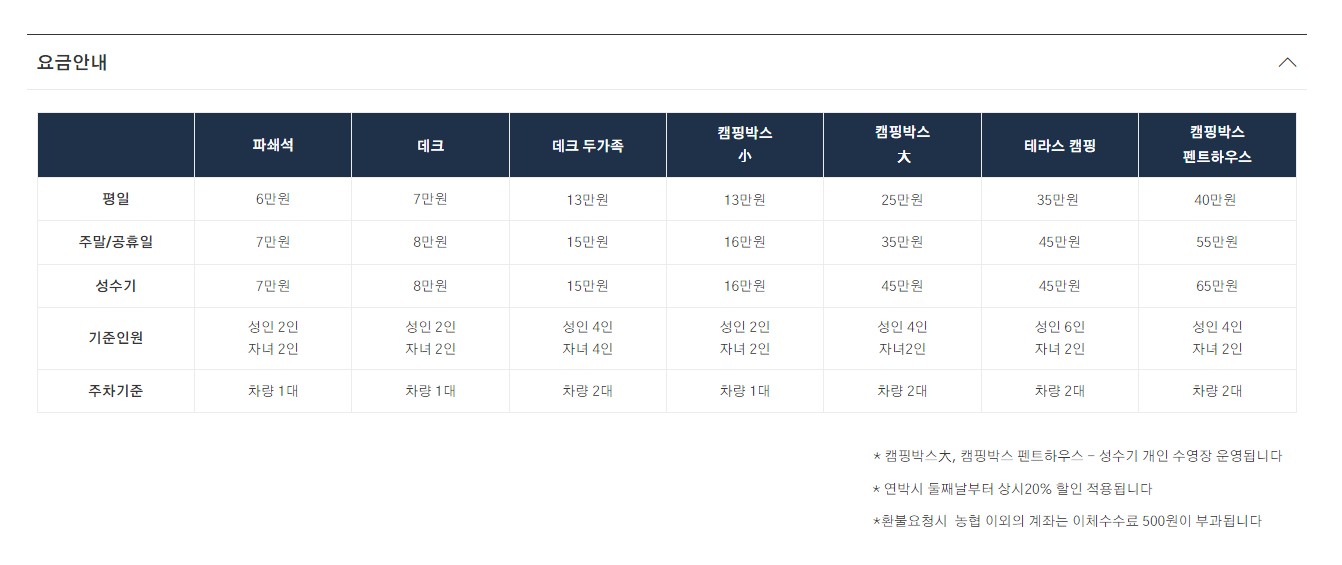 요금안내
파쇄석 데크 데크 두가족 캠핑박스 小 캠핑박스 大 테라스 캠핑 캠핑박스 펜트하우스
평일 6만원 7만원 13만원 13만원 25만원 35만원 40만원
주말/공휴일 7만원 8만원 15만원 16만원 35만원 45만원 55만원
성수기 7만원 8만원 15만원 16만원 45만원 45만원 65만원
기준인원 성인 2인 자녀 2인 성인 2인 자녀 2인 성인 4인 자녀 4인 성인 2인 자녀 2인 성인 4인 자녀2인 성인 6인 자녀 2인 성인 4인 자녀 2인
주차기준 차량 1대 차량 1대 차량 2대 차량 1대 차량 2대 차량 2대 차량 2대
* 캠핑박스大, 캠핑박스 펜트하우스 - 성수기 개인 수영장 운영됩니다
* 연박시 둘째날부터 상시20% 할인 적용됩니다
*환불요청시 농협 이외의 계좌는 이체수수료 500원이 부과됩니다